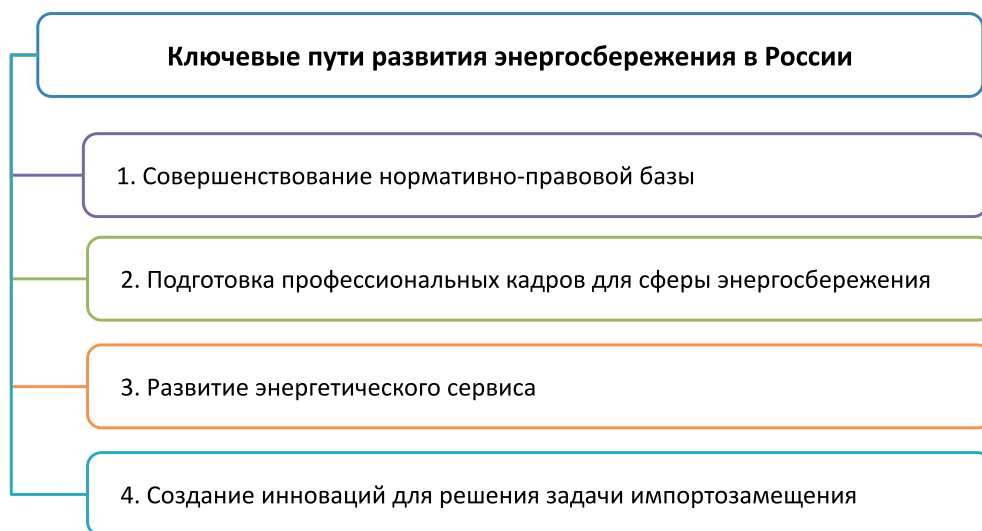 Ключевые пути развития энергосбережения в России
1. Совершенствование нормативно-правовой базы
2. Подготовка профессиональных кадров для сферы энергосбережения
3. Развитие энергетического сервиса
4. Создание инноваций для решения задачи импортозамещения